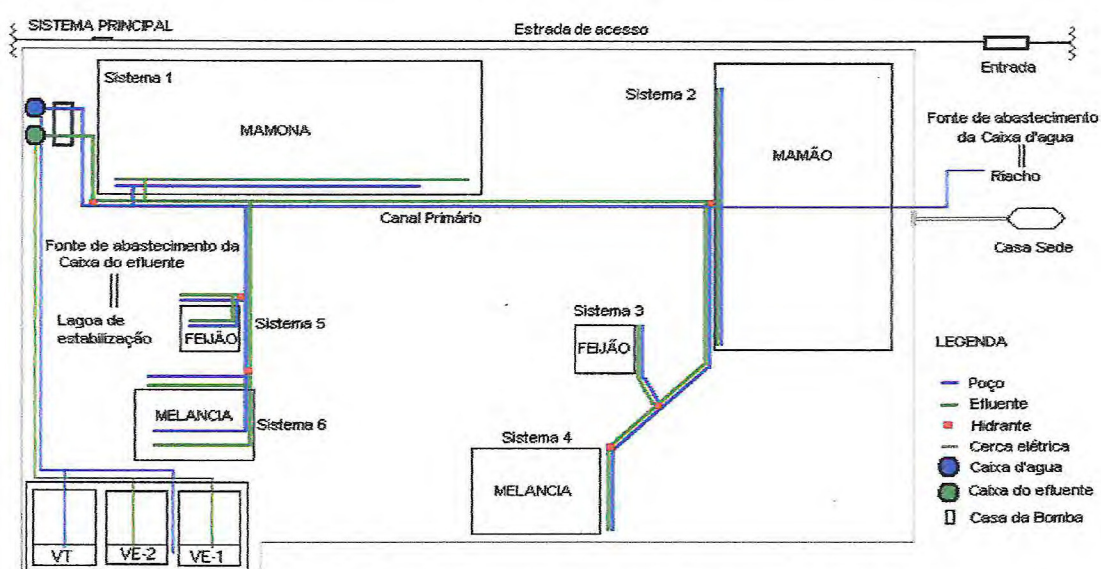 SISTEMA PRINCIPAL
Estrada de acesso
Entrada
Sistema 1
MAMONA
Sistema 2
MAMÃO
Fonte de abastecimento
da Caixa d'agua
Riacho
Canal Primário
Casa Sede
Fonte de abastecimento da
Caixa do efluente
Lagoa de
estabilização
Sistema 5
FEIJÃO
Sistema 3
FEIJÃO
MELANCIA
Sistema 6
Sistema 4
MELANCIA
VT
VE-2
VE-1
LEGENDA
Poço
Efluente
Hidrante
Cerca elétrica
Caixa d'agua
Caixa do efluente
Casa da Bomba